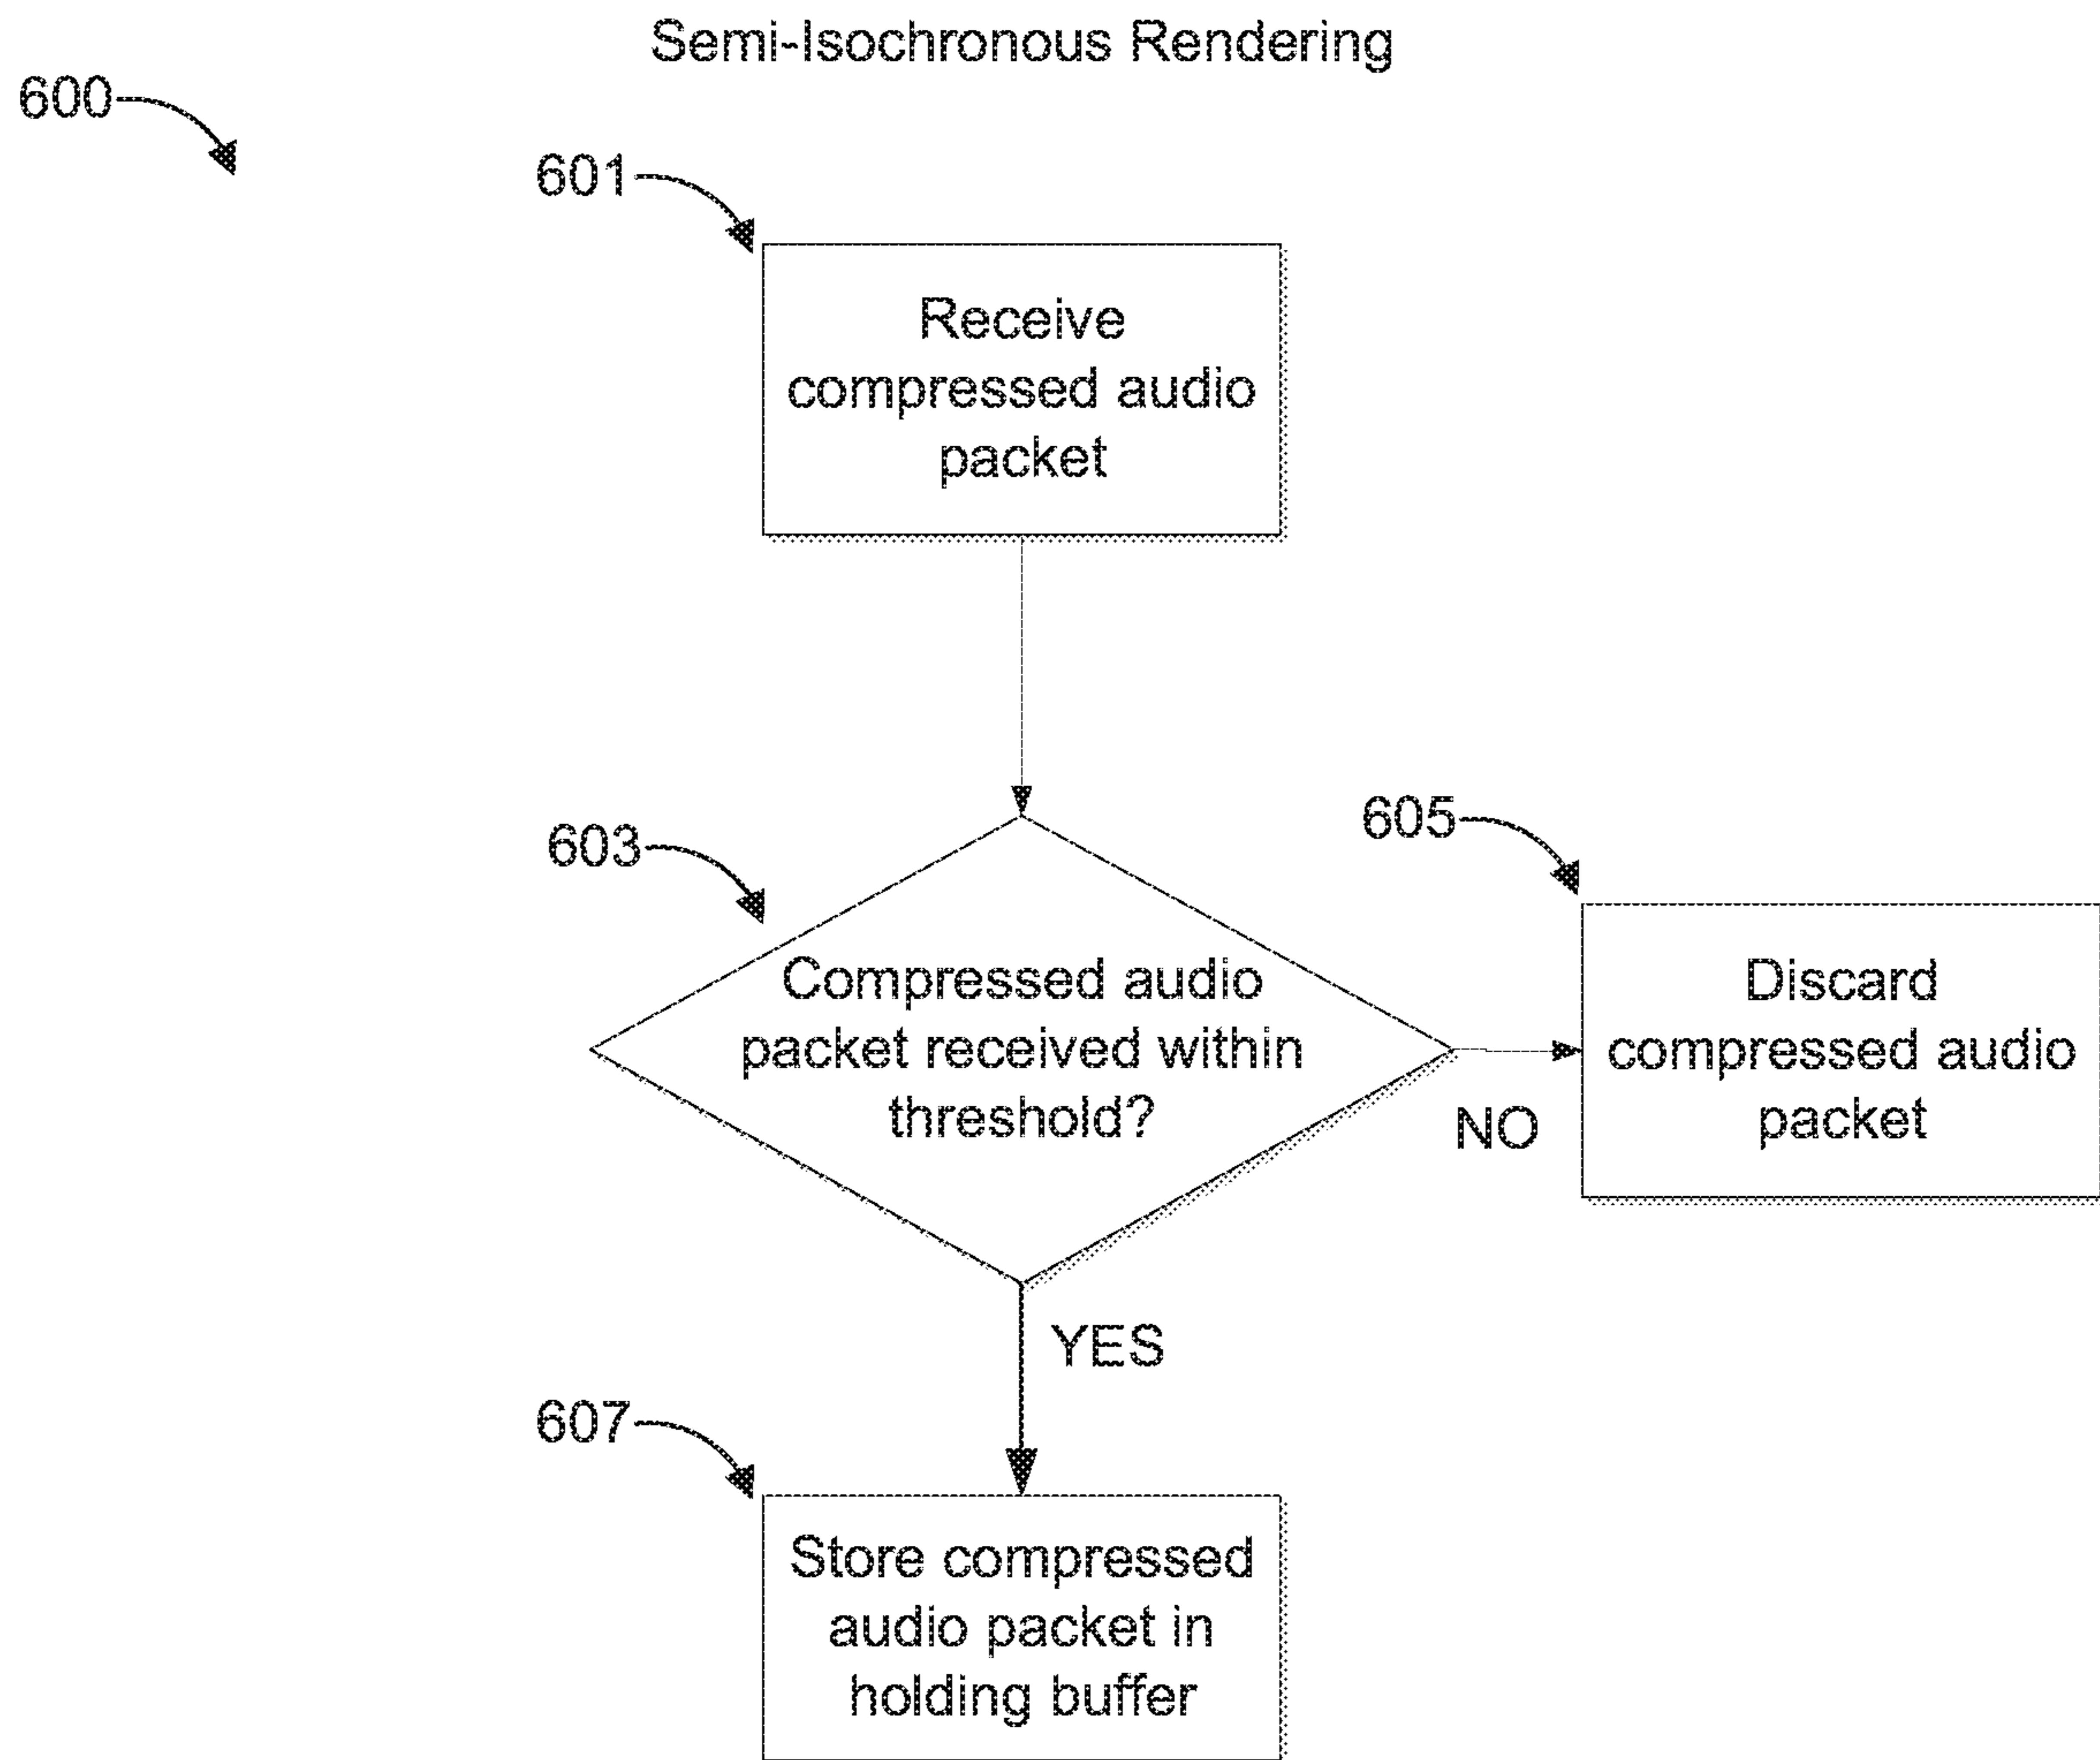 Semi-Isochronous Rendering
600
601
Receive
compressed audio
packet
603
Compressed audio
packet received within
threshold?
605
Discard
compressed audio
packet
NO
YES
607
Store compressed
audio packet in
holding buffer